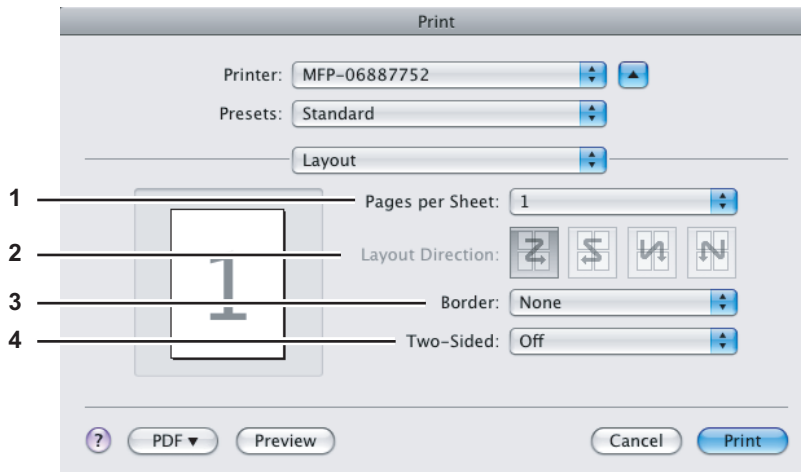 Print
Printer: MFP-06887752
Presets: Standard
Layout
1 Pages per Sheet: 1
2 Layout Direction:
3 Border: None
4 Two-Sided: Off
1
? PDF▼ Preview Cancel Print